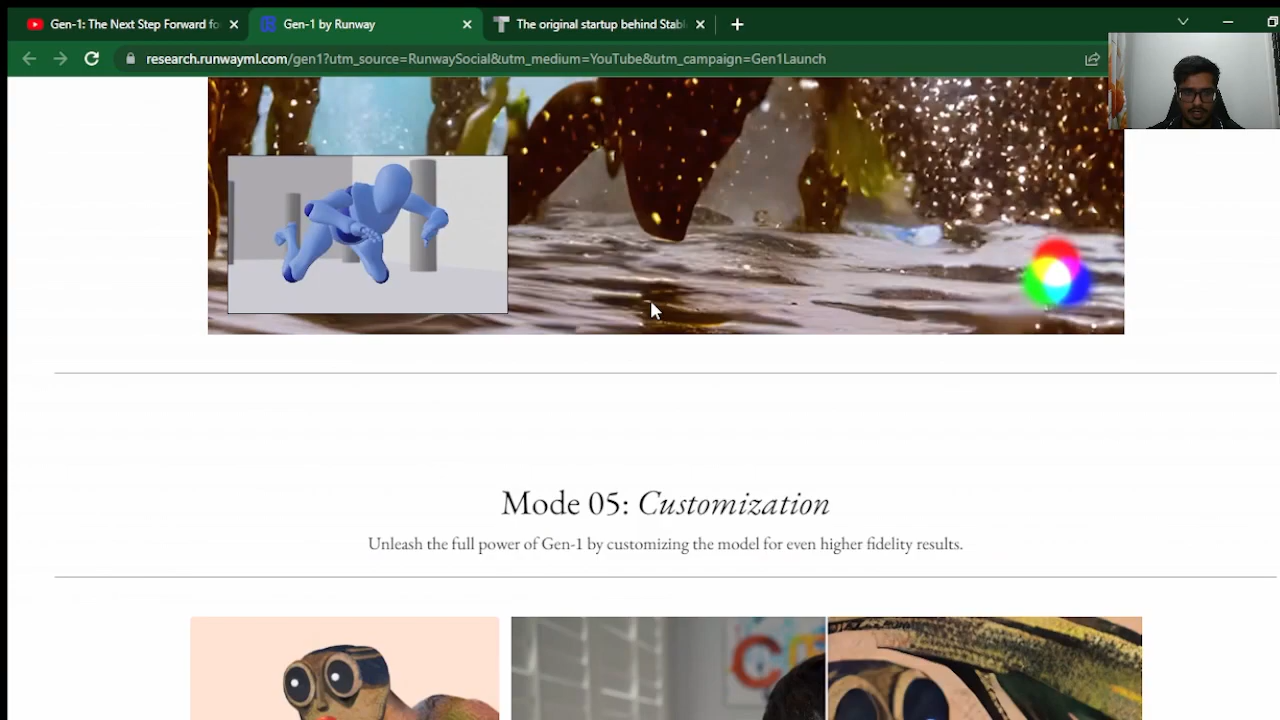 Gen-1: The Next Step Forward fo
Gen-1 by Runway
The original startup behind Stabl
research.runwayml.com/gen1?utm_source=RunwaySocial&utm_medium=YouTube&utm_campaign=Gen1Launch
Mode 05: Customization
Unleash the full power of Gen-1 by customizing the model for even higher fidelity results.